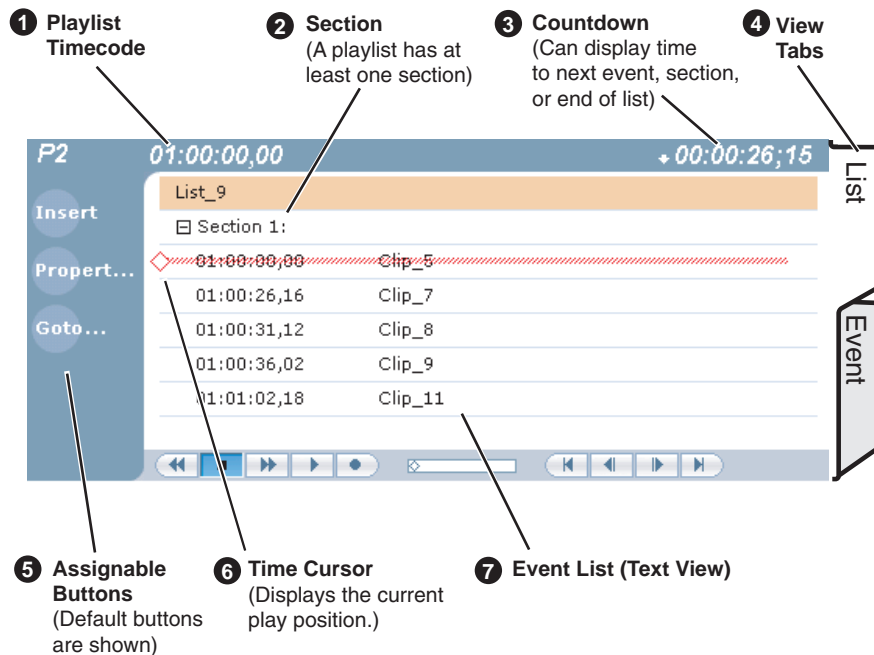 1 Playlist
Timecode
2 Section
(A playlist has at
least one section)
3 Countdown
(Can display time
to next event, section,
or end of list)
4 View
Tabs
P2
01:00:00,00
00:00:26;15
List
Event
Insert
Propert...
Goto...
List_9
Section 1:
01:00:00,00 Clip_5
01:00:26,16 Clip_7
01:00:31,12 Clip_8
01:00:36,02 Clip_9
01:01:02,18 Clip_11
5 Assignable
Buttons
(Default buttons
are shown)
6 Time Cursor
(Displays the current
play position.)
7 Event List (Text View)